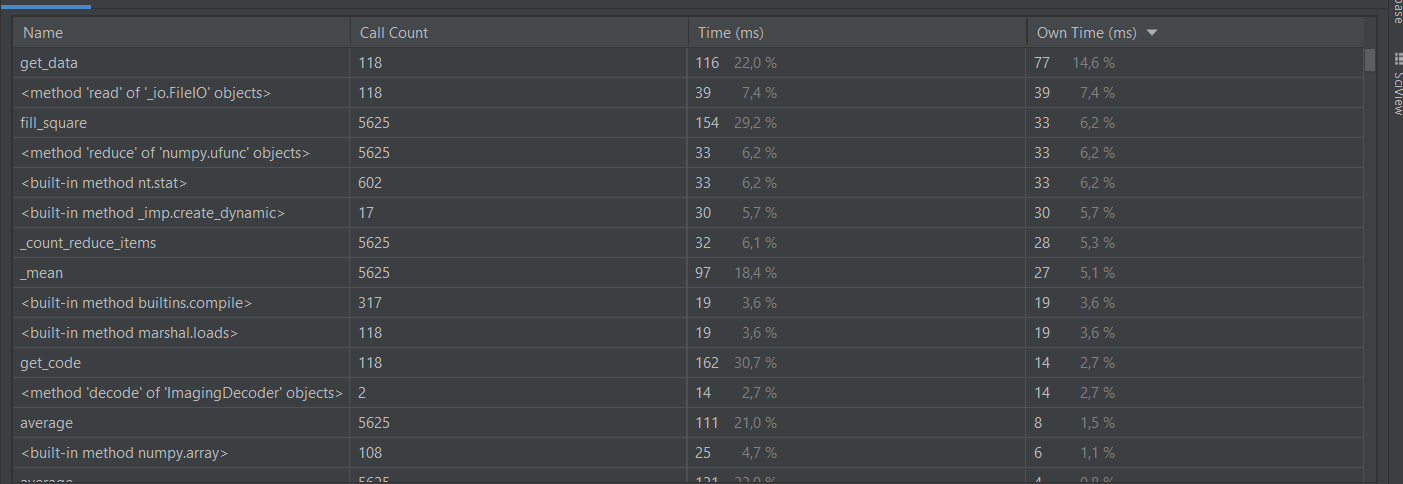 Name Call Count Time (ms) Own Time (ms)
get_data 118 116 22,0 % 77 14,6 %
<method 'read' of '_io.FileIO' objects> 118 39 7,4 % 39 7,4 %
fill_square 5625 154 29,2 % 33 6,2 %
<method 'reduce' of 'numpy.ufunc' objects> 5625 33 6,2 % 33 6,2 %
<built-in method nt.stat> 602 33 6,2 % 33 6,2 %
<built-in method _imp.create_dynamic> 17 30 5,7 % 30 5,7 %
_count_reduce_items 5625 32 6,1 % 28 5,3 %
_mean 5625 97 18,4 % 27 5,1 %
<built-in method builtins.compile> 317 19 3,6 % 19 3,6 %
<built-in method marshal.loads> 118 19 3,6 % 19 3,6 %
get_code 118 162 30,7 % 14 2,7 %
<method 'decode' of 'ImagingDecoder' objects> 2 14 2,7 % 14 2,7 %
average 5625 111 21,0 % 8 1,5 %
<built-in method numpy.array> 108 25 4,7 % 6 1,1 %
average 5625 121 22,9 % 4 0,8 %
base
SciView